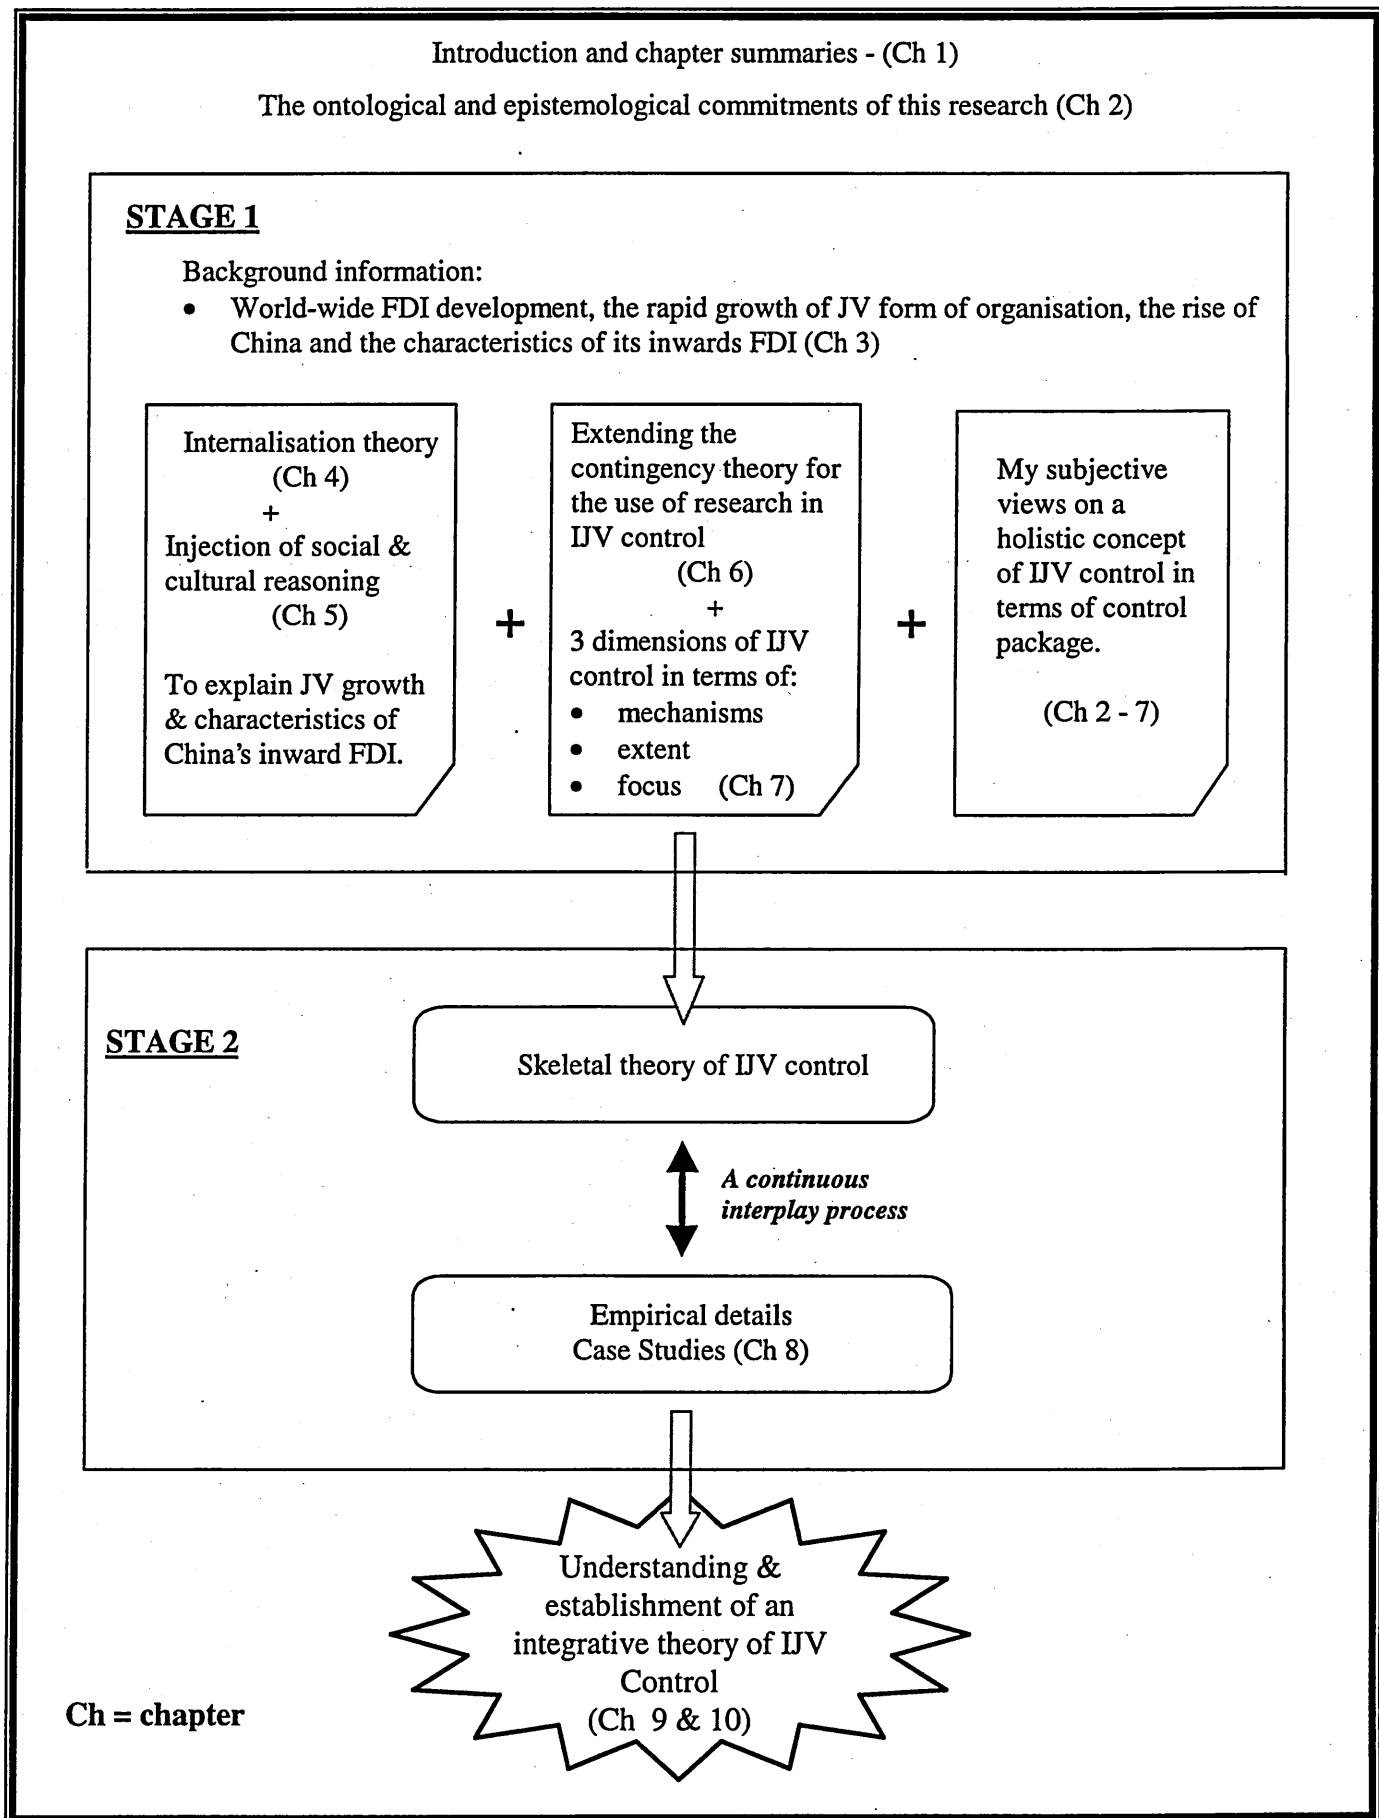 Introduction and chapter summaries - (Ch 1)
The ontological and epistemological commitments of this research (Ch 2)
STAGE 1
Background information:
• World-wide FDI development, the rapid growth of JV form of organisation, the rise of
China and the characteristics of its inwards FDI (Ch 3)
Internalisation theory
(Ch 4)
+
Injection of social &
cultural reasoning
(Ch 5)
To explain JV growth
& characteristics of
China's inward FDI.
+
Extending the
contingency theory for
the use of research in
IJV control
(Ch 6)
+
3 dimensions of IJV
control in terms of:
• mechanisms
• extent
• focus (Ch 7)
+
My subjective
views on a
holistic concept
of IJV control in
terms of control
package.
(Ch 2 - 7)
STAGE 2
Skeletal theory of IJV control
A continuous
interplay process
Empirical details
Case Studies (Ch 8)
Understanding &
establishment of an
integrative theory of IJV
Control
(Ch 9 & 10)
Ch = chapter